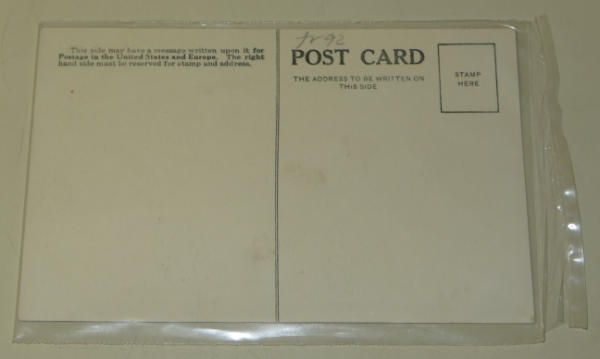 This side may have a message written upon it for
Postage in the United States and Europe. The right
hand side must be reserved for stamp and address.
POST CARD
THE ADDRESS TO BE WRITTEN ON
THIS SIDE
STAMP
HERE